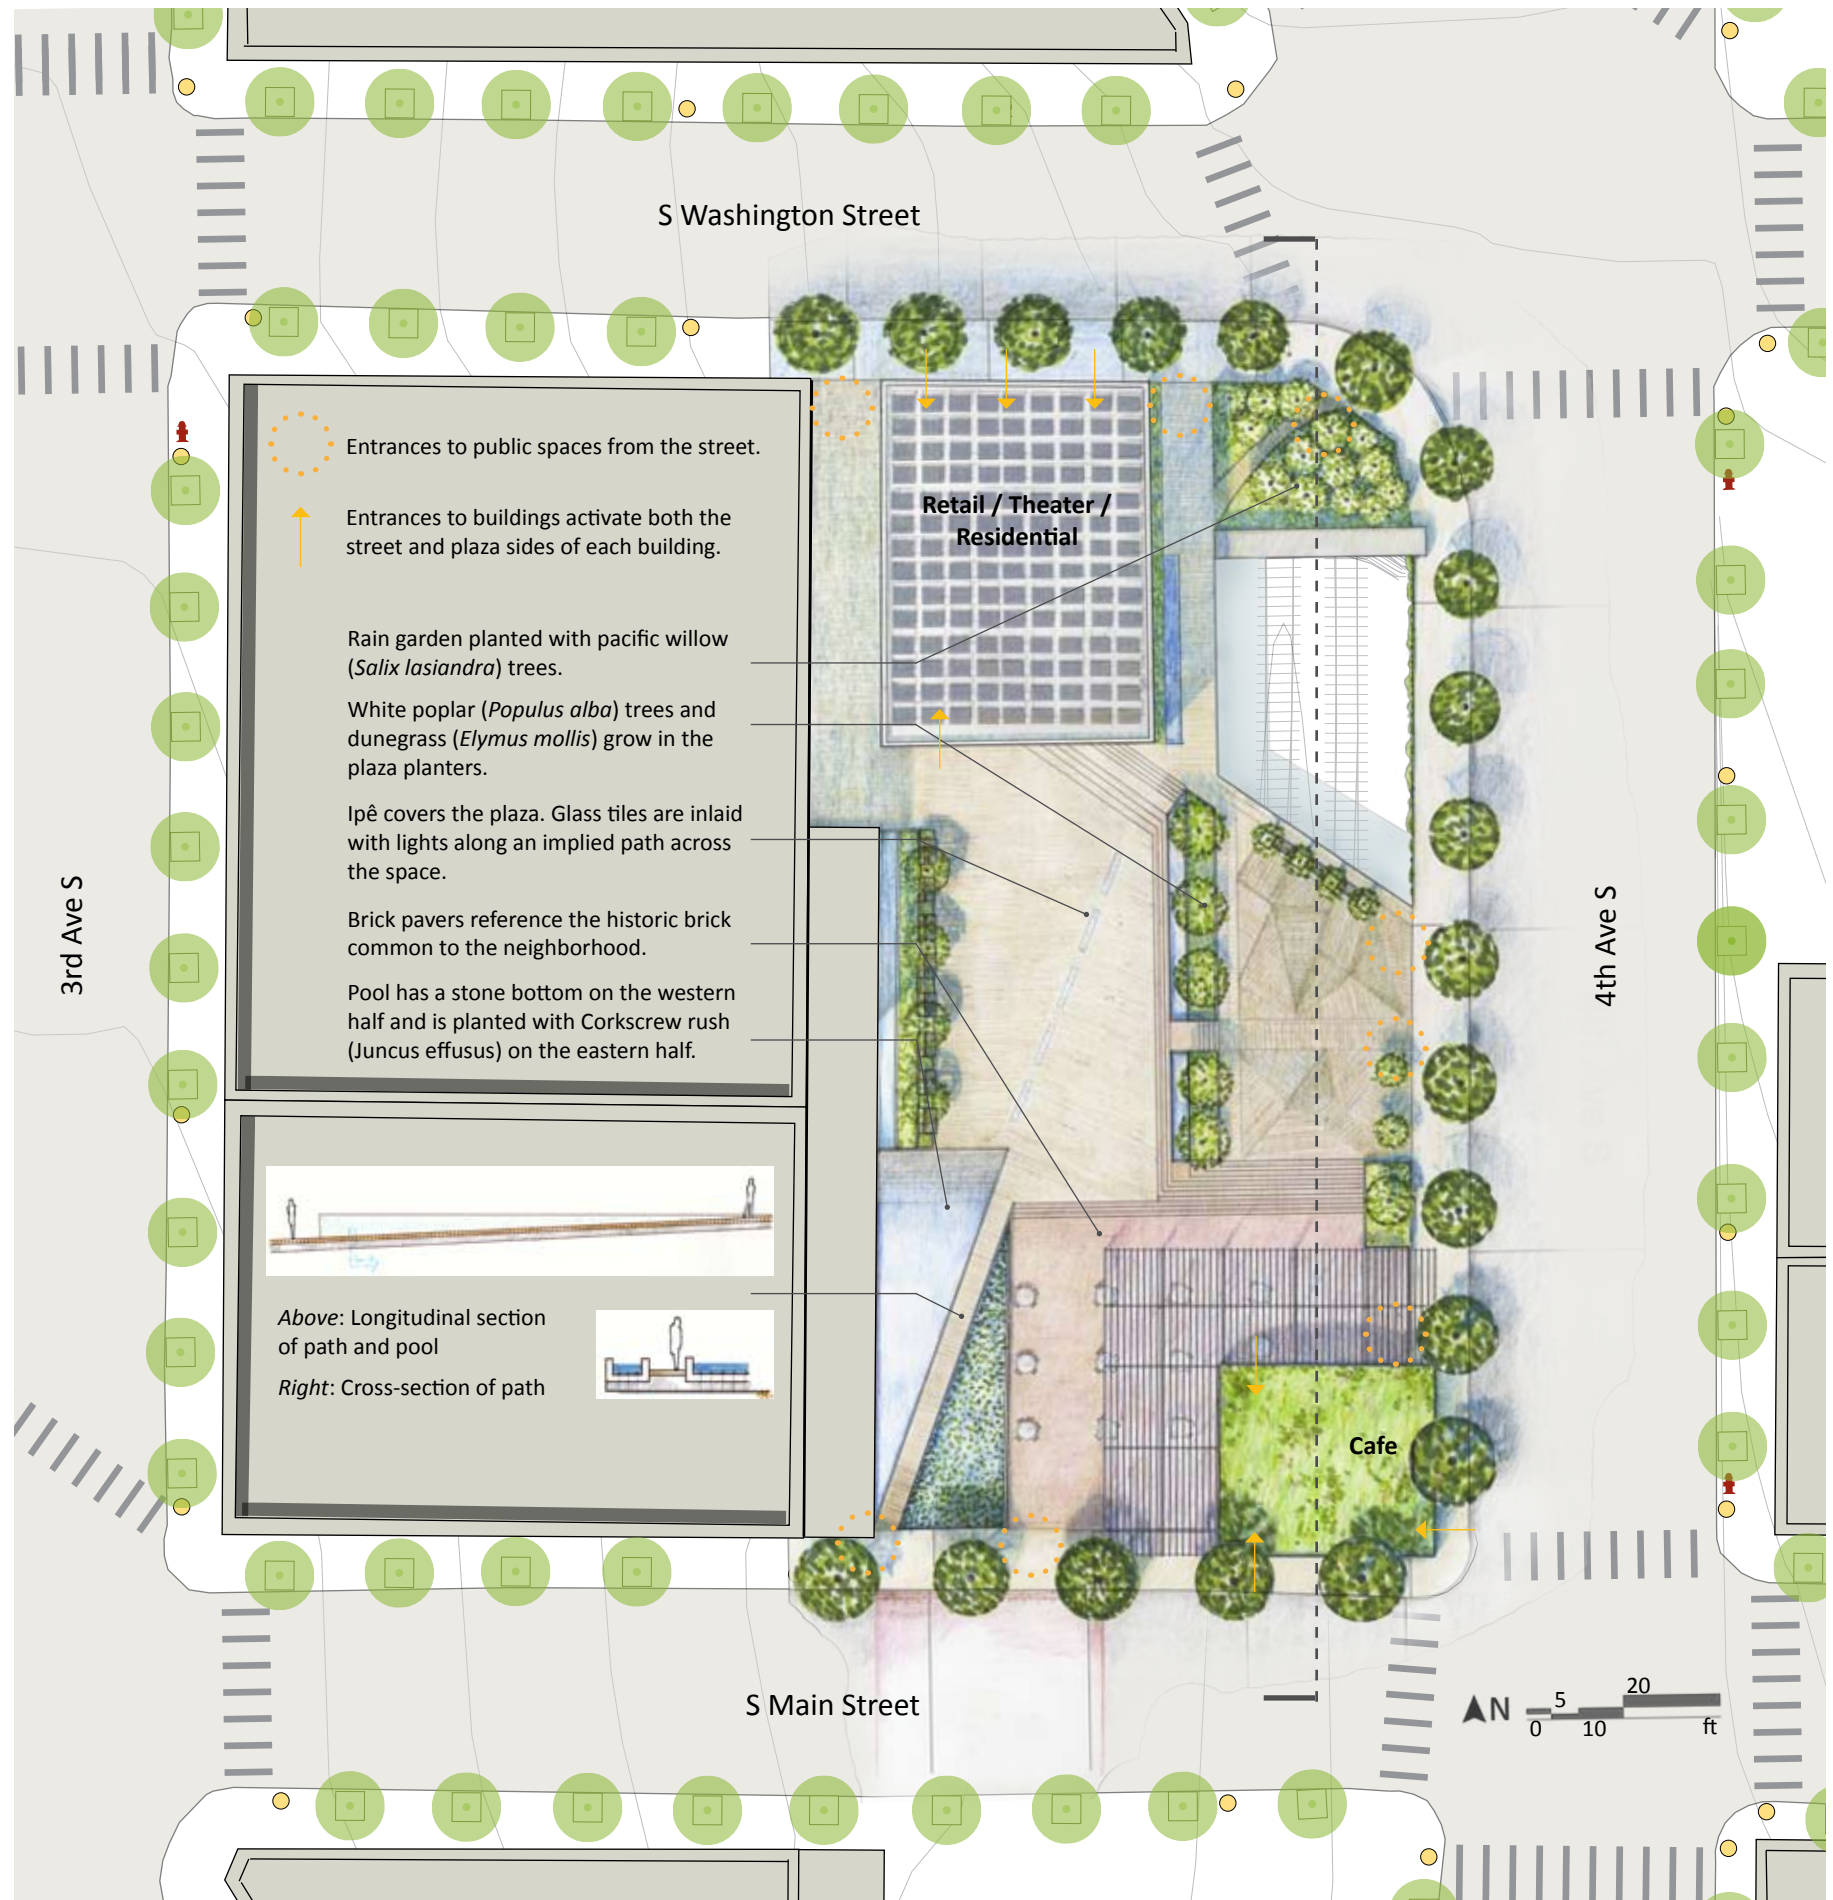 S Washington Street
Entrances to public spaces from the street.
Entrances to buildings activate both the
street and plaza sides of each building.
Retail / Theater /
Residential
Rain garden planted with pacific willow
(Salix lasiandra) trees.
White poplar (Populus alba) trees and
dunegrass (Elymus mollis) grow in the
plaza planters.
Ipê covers the plaza. Glass tiles are inlaid
with lights along an implied path across
the space.
Brick pavers reference the historic brick
common to the neighborhood.
Pool has a stone bottom on the western
half and is planted with Corkscrew rush
(Juncus effusus) on the eastern half.
3rd Ave S
4th Ave S
Above: Longitudinal section
of path and pool
Right: Cross-section of path
Cafe
S Main Street
N
5
20
0
10
ft